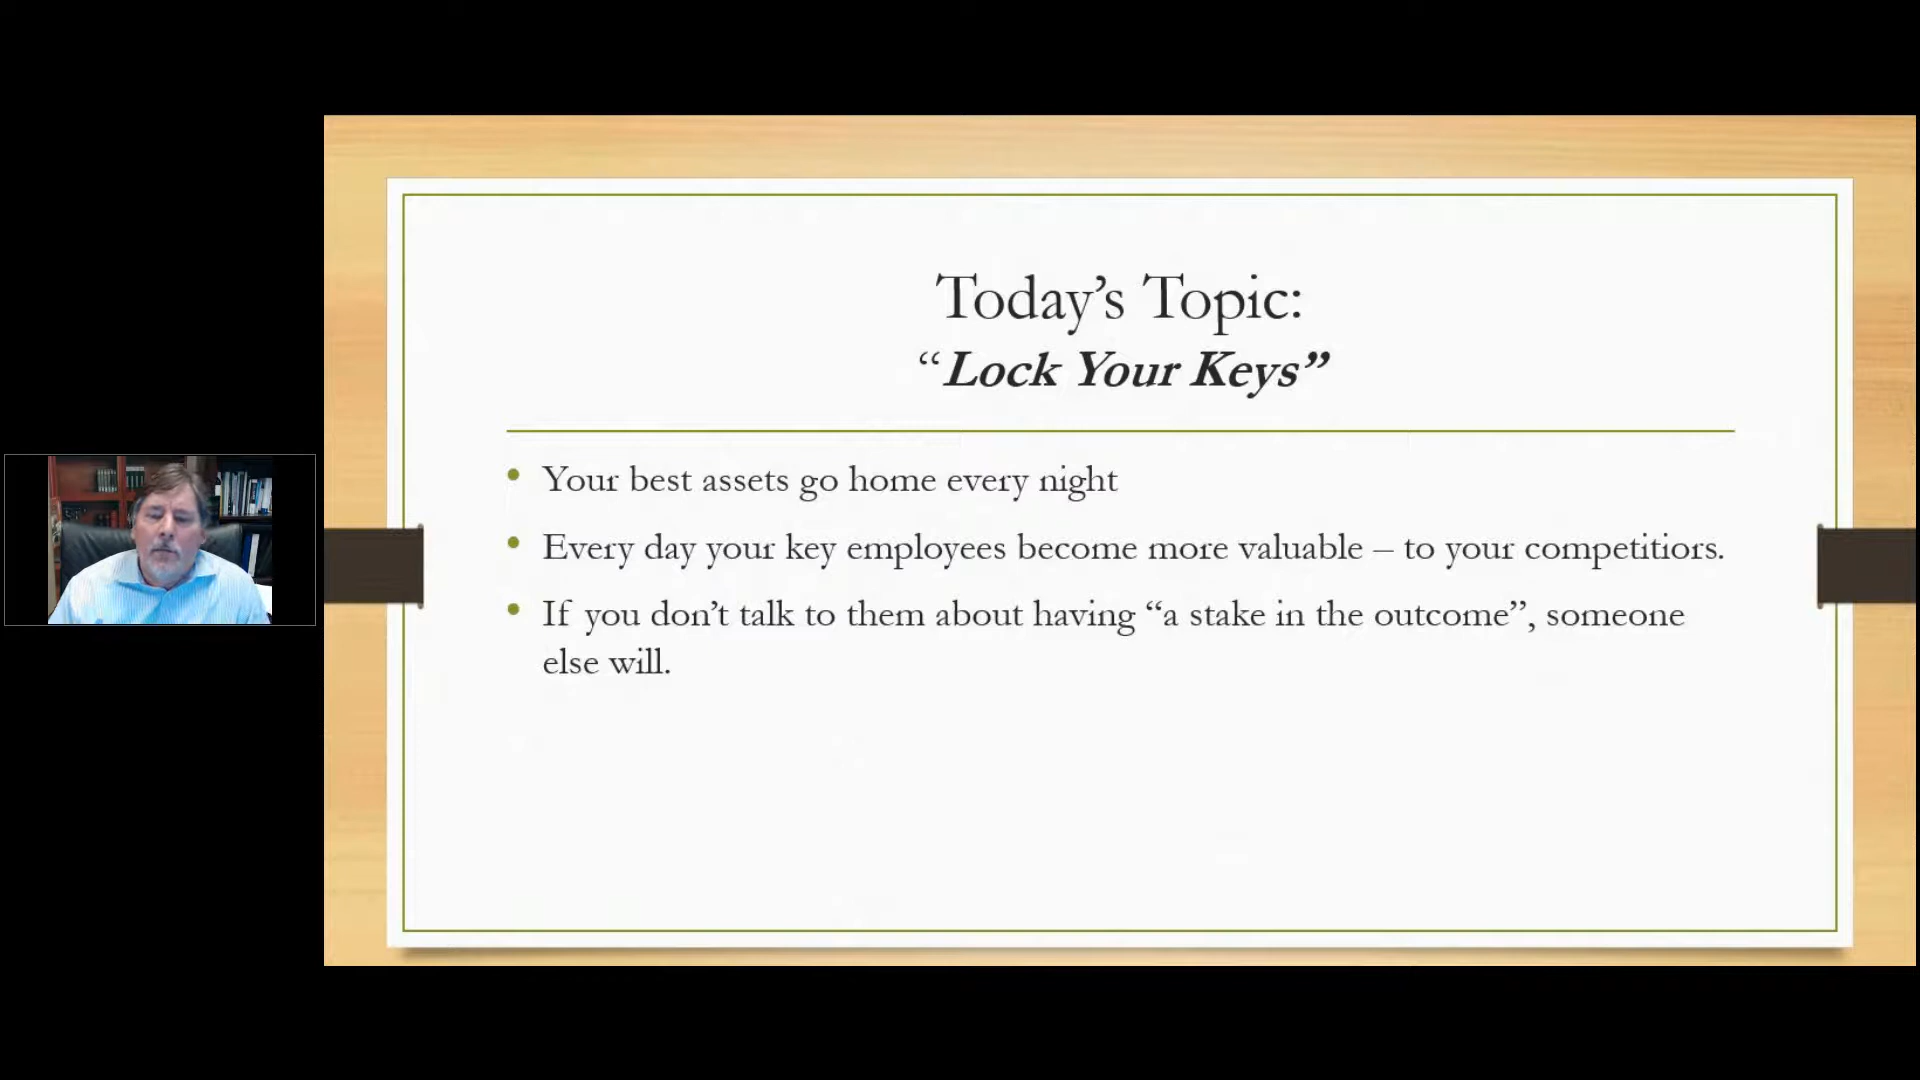 Today’s Topic:
“Lock Your Keys”
• Your best assets go home every night
• Every day your key employees become more valuable – to your competitiors.
• If you don’t talk to them about having “a stake in the outcome”, someone
else will.